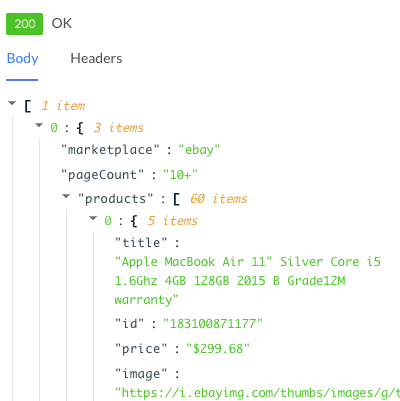 200 OK
Body Headers
[ 1 item
0 : { 3 items
"marketplace" : "ebay"
"pageCount" : "10+"
"products" : [ 60 items
0 : { 5 items
"title" :
"Apple MacBook Air 11" Silver Core i5
1.6Ghz 4GB 128GB 2015 B Grade12M
warranty"
"id" : "183100871177"
"price" : "$299.68"
"image" :
"https://i.ebayimg.com/thumbs/images/g/